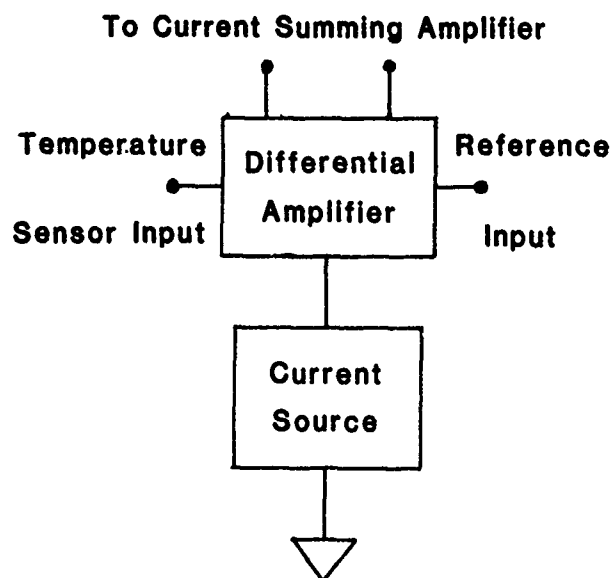 To Current Summing Amplifier
Temperature
Sensor Input
Differential
Amplifier
Reference
Input
Current
Source